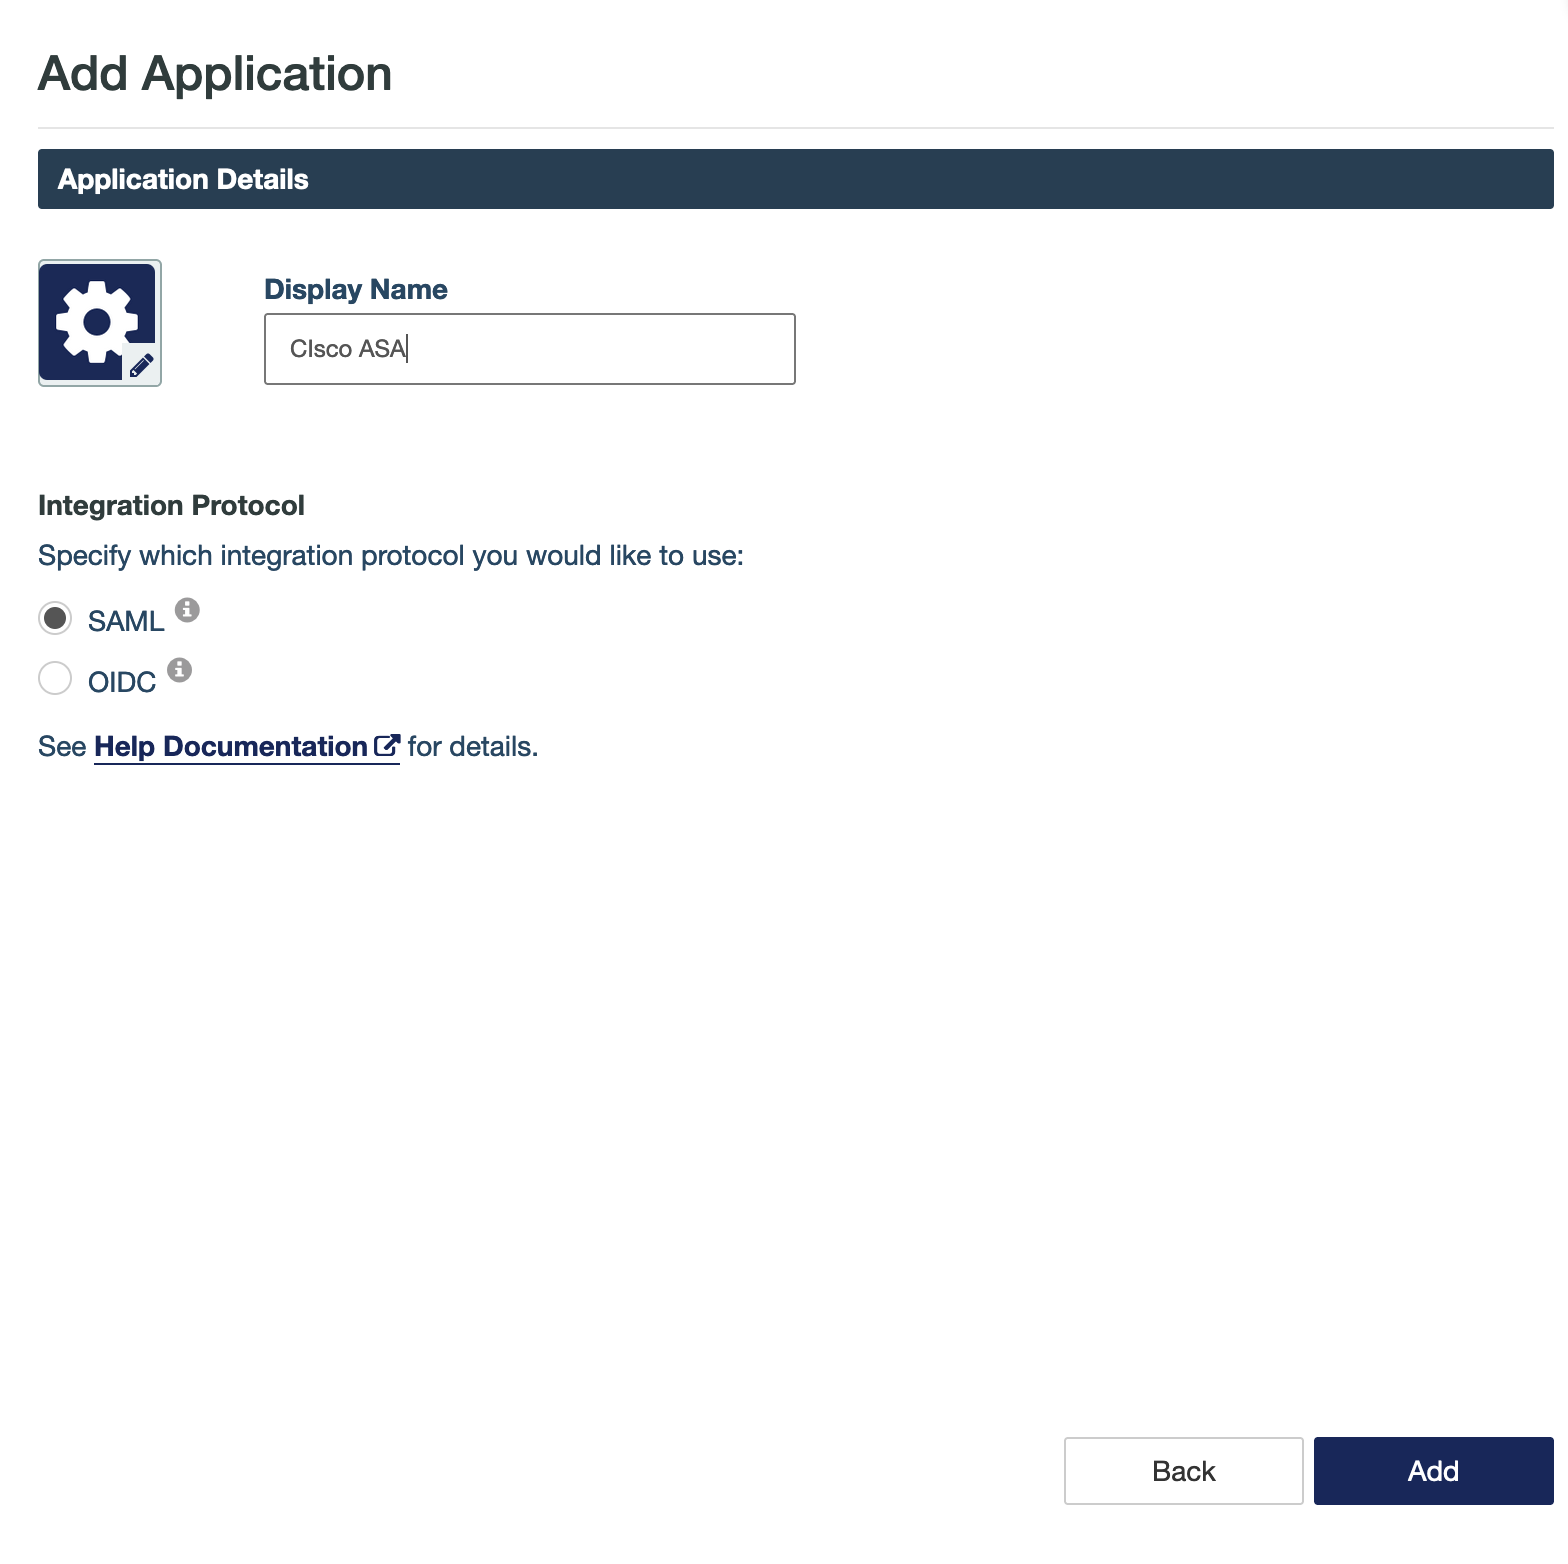 Add Application
Application Details
Display Name
CIsco ASA
Integration Protocol
Specify which integration protocol you would like to use:
SAML
OIDC
See Help Documentation for details.
Back
Add